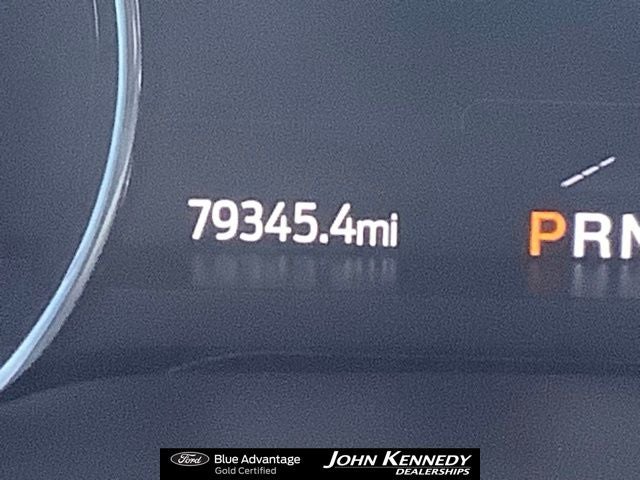 79345.4mi
PRN
Ford
Blue Advantage
Gold Certified
JOHN KENNEDY
DEALERSHIPS